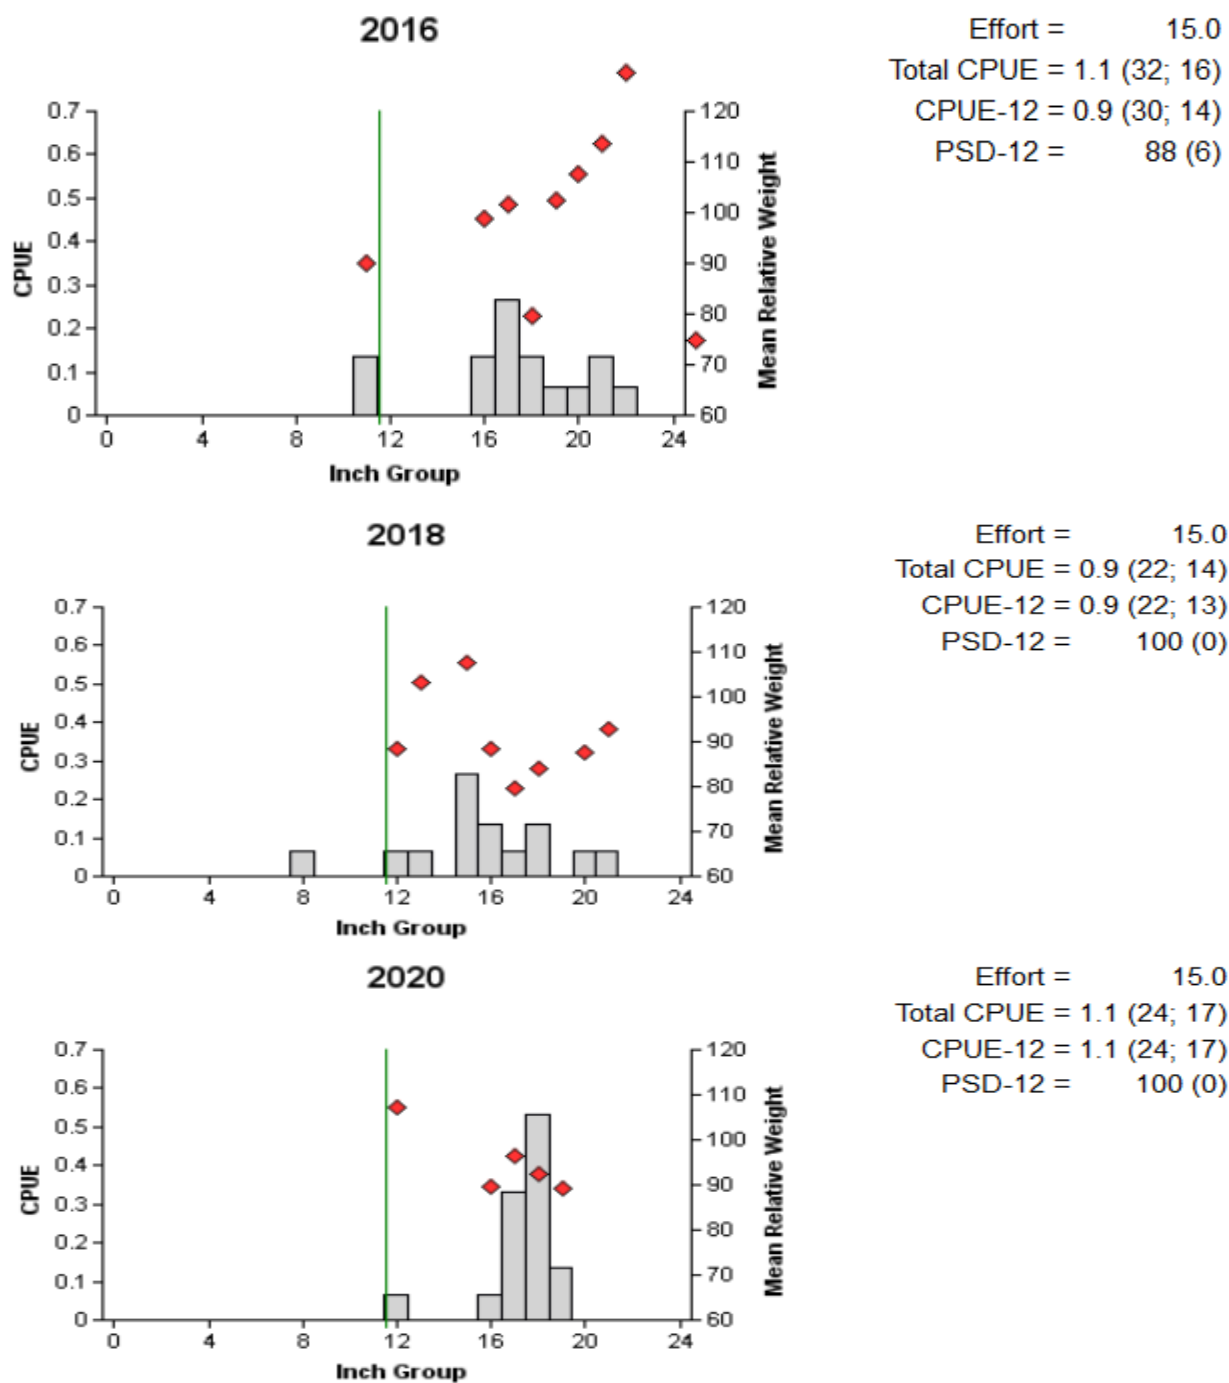 2016
Effort = 15.0
Total CPUE = 1.1 (32; 16)
CPUE-12 = 0.9 (30; 14)
PSD-12 = 88 (6)
0.7
0.6
0.5
0.4
0.3
0.2
0.1
0
CPUE
120
110
100
90
80
70
60
Mean Relative Weight
0 4 8 12 16 20 24
Inch Group
2018
Effort = 15.0
Total CPUE = 0.9 (22; 14)
CPUE-12 = 0.9 (22; 13)
PSD-12 = 100 (0)
0.7
0.6
0.5
0.4
0.3
0.2
0.1
0
CPUE
120
110
100
90
80
70
60
Mean Relative Weight
0 4 8 12 16 20 24
Inch Group
2020
Effort = 15.0
Total CPUE = 1.1 (24; 17)
CPUE-12 = 1.1 (24; 17)
PSD-12 = 100 (0)
0.7
0.6
0.5
0.4
0.3
0.2
0.1
0
CPUE
120
110
100
90
80
70
60
Mean Relative Weight
0 4 8 12 16 20 24
Inch Group